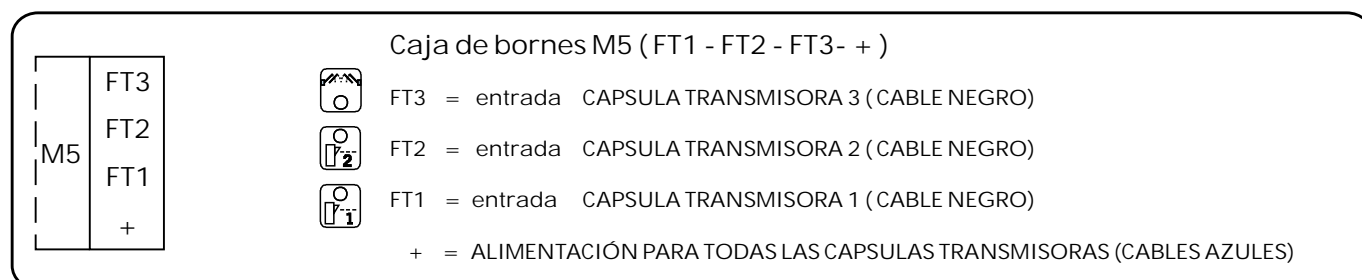 Caja de bornes M5 ( FT1 - FT2 - FT3- + )
M5
FT3
FT2
FT1
+
FT3 = entrada CAPSULA TRANSMISORA 3 ( CABLE NEGRO)
2
FT2 = entrada CAPSULA TRANSMISORA 2 ( CABLE NEGRO)
1
FT1 = entrada CAPSULA TRANSMISORA 1 ( CABLE NEGRO)
+ = ALIMENTACIÓN PARA TODAS LAS CAPSULAS TRANSMISORAS (CABLES AZULES)